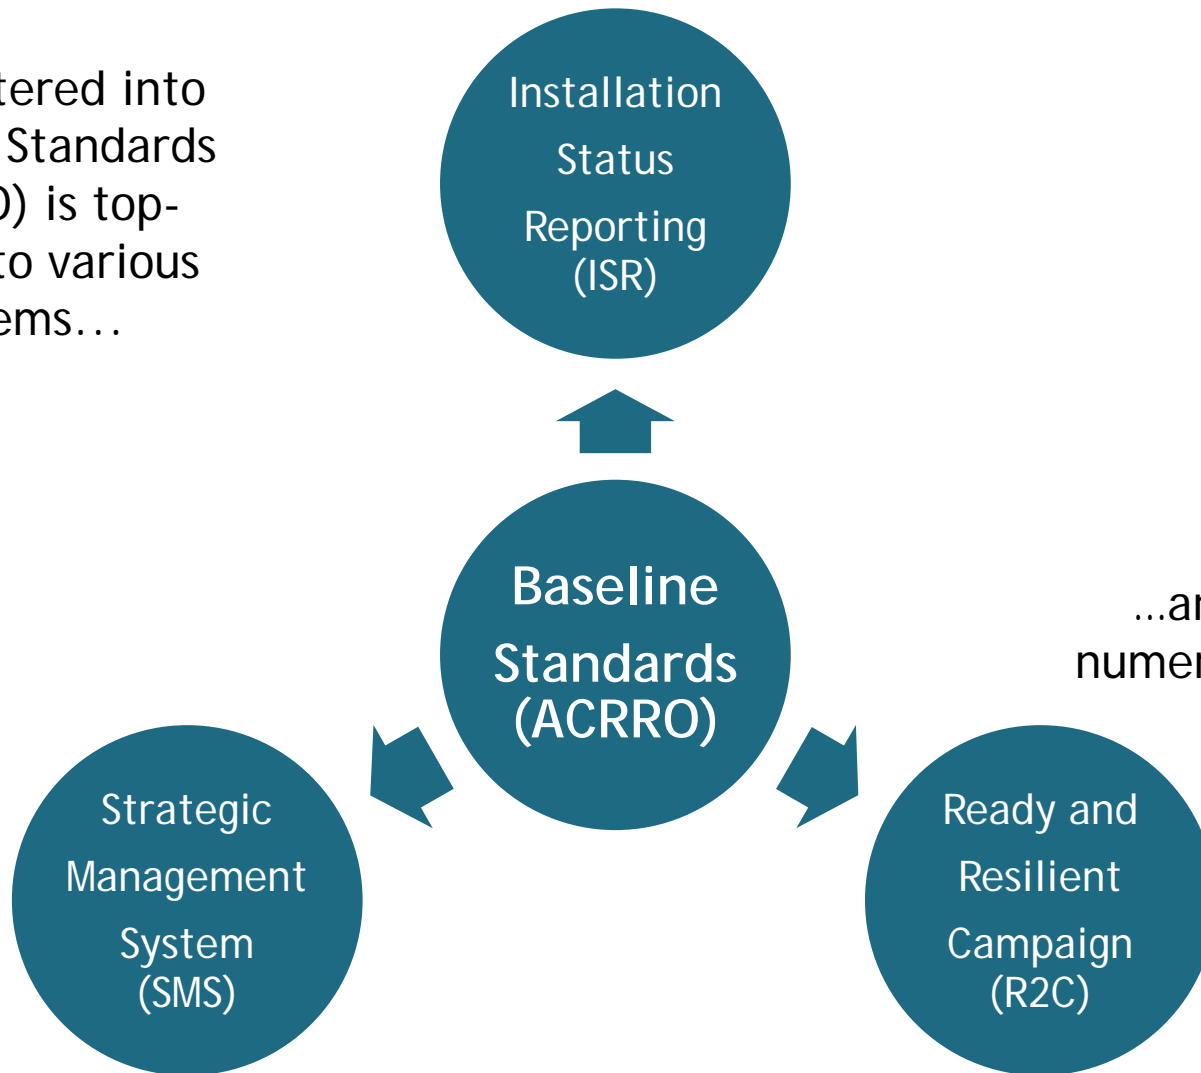 tered into
Standards
) is top-
to various
ems…
Installation
Status
Reporting
(ISR)
Baseline
Standards
(ACRRO)
...ar
numer
Strategic
Management
System
(SMS)
Ready and
Resilient
Campaign
(R2C)